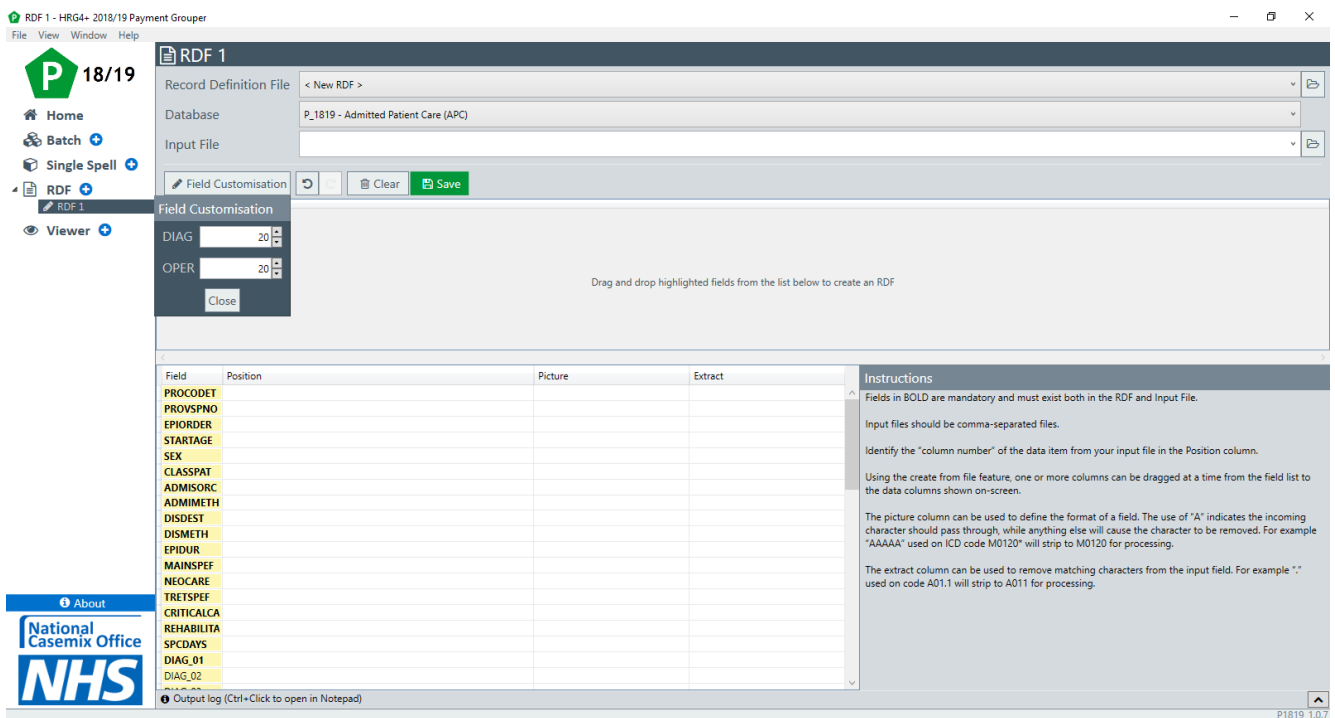 RDF 1 - HRG4+ 2018/19 Payment Grouper
File View Window Help
P 18/19
Home
Batch
Single Spell
RDF
RDF 1
Viewer
RDF 1
Record Definition File < New RDF >
Database P_1819 - Admitted Patient Care (APC)
Input File
Field Customisation Clear Save
Field Customisation
DIAG 20
OPER 20
Close
Drag and drop highlighted fields from the list below to create an RDF
Field Position Picture Extract
PROCODET
PROVSPNO
EPIORDER
STARTAGE
SEX
CLASSPAT
ADMISORC
ADMIMETH
DISDEST
DISMETH
EPIDUR
MAINSPEF
NEOCARE
TRETSPEF
CRITICALCA
REHABILITA
SPCDAYS
DIAG_01
DIAG_02
Instructions
Fields in BOLD are mandatory and must exist both in the RDF and Input File.
Input files should be comma-separated files.
Identify the "column number" of the data item from your input file in the Position column.
Using the create from file feature, one or more columns can be dragged at a time from the field list to
the data columns shown on-screen.
The picture column can be used to define the format of a field. The use of "A" indicates the incoming
character should pass through, while anything else will cause the character to be removed. For example
"AAAAA" used on ICD code M0120* will strip to M0120 for processing.
The extract column can be used to remove matching characters from the input field. For example "."
used on code A01.1 will strip to A011 for processing.
About
National
Casemix Office
NHS
Output log (Ctrl+Click to open in Notepad)
P1819 1.0.7